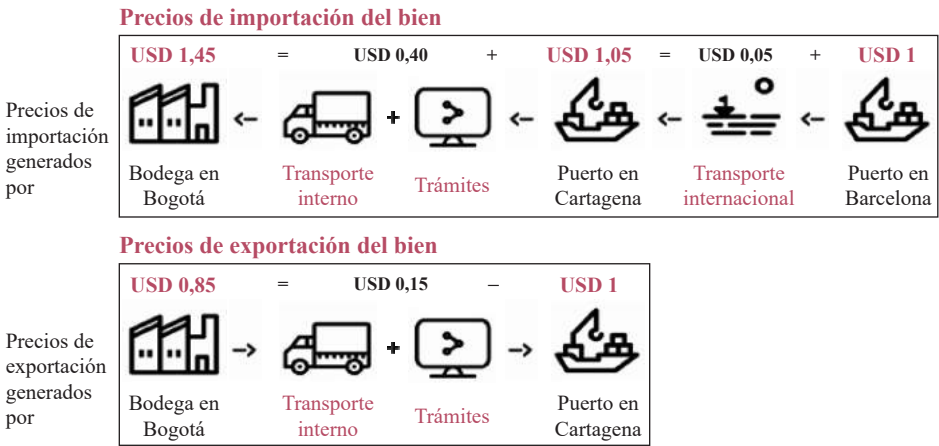 Precios de importación del bien
USD 1,45 = USD 0,40 + USD 1,05 = USD 0,05 + USD 1
Precios de
importación
generados
por
Bodega en
Bogotá
Transporte
interno
Trámites
Puerto en
Cartagena
Transporte
internacional
Puerto en
Barcelona
Precios de exportación del bien
USD 0,85 = USD 0,15 – USD 1
Precios de
exportación
generados
por
Bodega en
Bogotá
Transporte
interno
Trámites
Puerto en
Cartagena